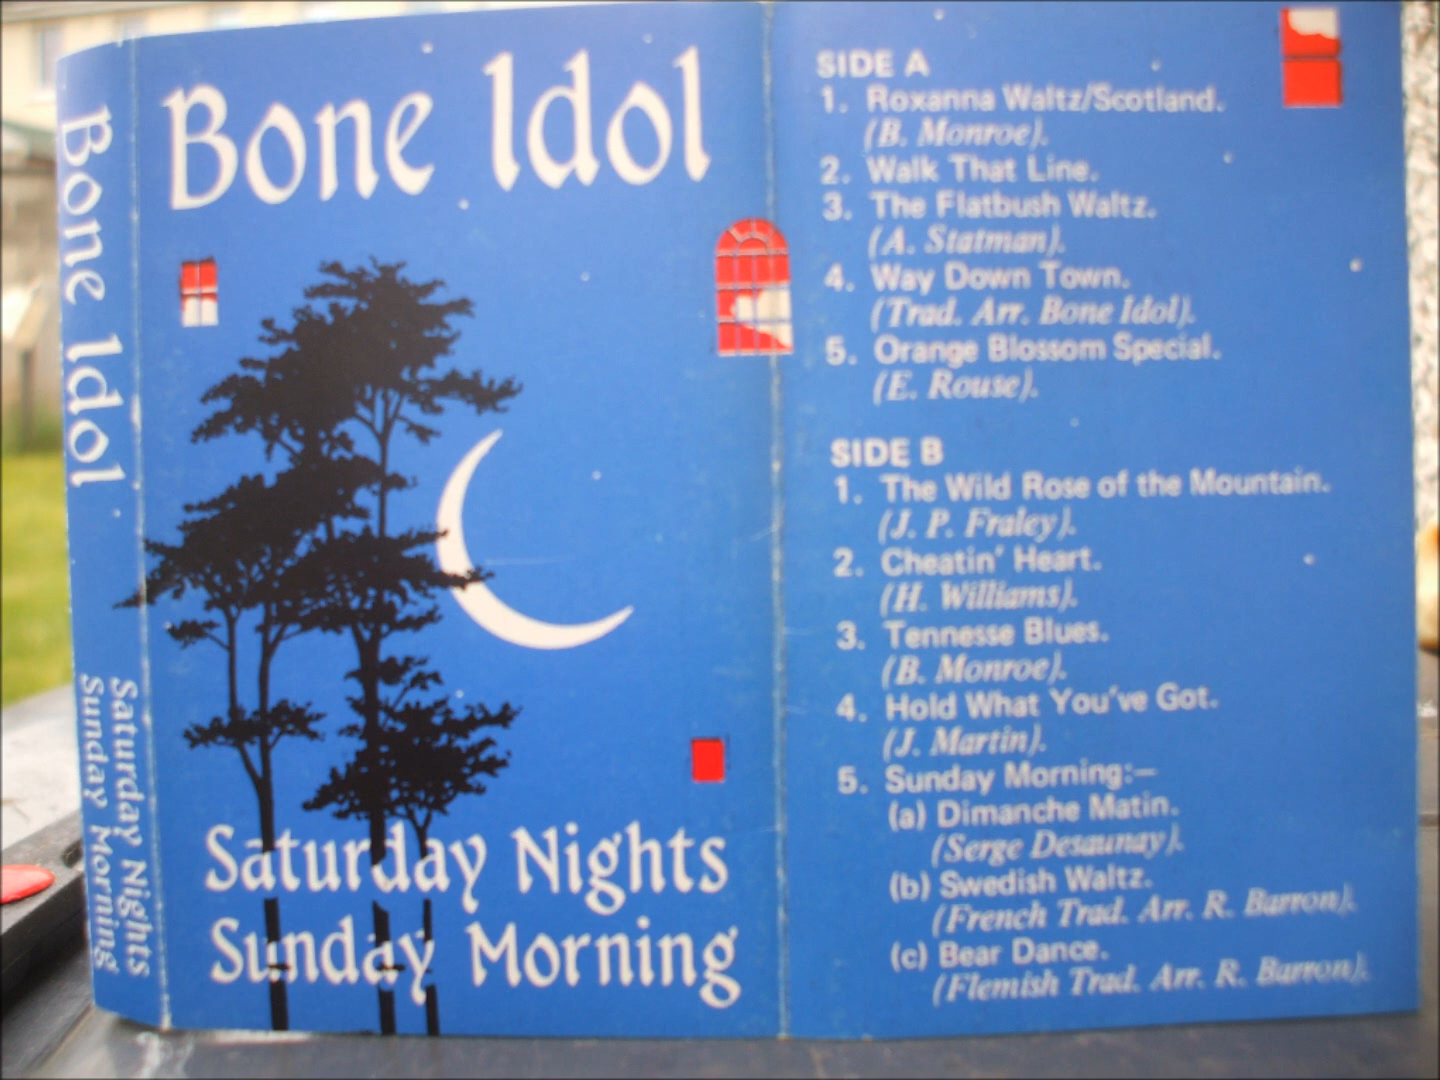 Bone Idol
Saturday Nights
Sunday Morning
Bone Idol
Saturday Nights
Sunday Morning
SIDE A
1. Roxanna Waltz/Scotland.
(B. Monroe).
2. Walk That Line.
3. The Flatbush Waltz.
(A. Statman).
4. Way Down Town.
(Trad. Arr. Bone Idol).
5. Orange Blossom Special.
(E. Rouse).
SIDE B
1. The Wild Rose of the Mountain.
(J. P. Fraley).
2. Cheatin' Heart.
(H. Williams).
3. Tennesse Blues.
(B. Monroe).
4. Hold What You've Got.
(J. Martin).
5. Sunday Morning:—
(a) Dimanche Matin.
(Serge Desaunay).
(b) Swedish Waltz.
(French Trad. Arr. R. Barron).
(c) Bear Dance.
(Flemish Trad. Arr. R. Barron).